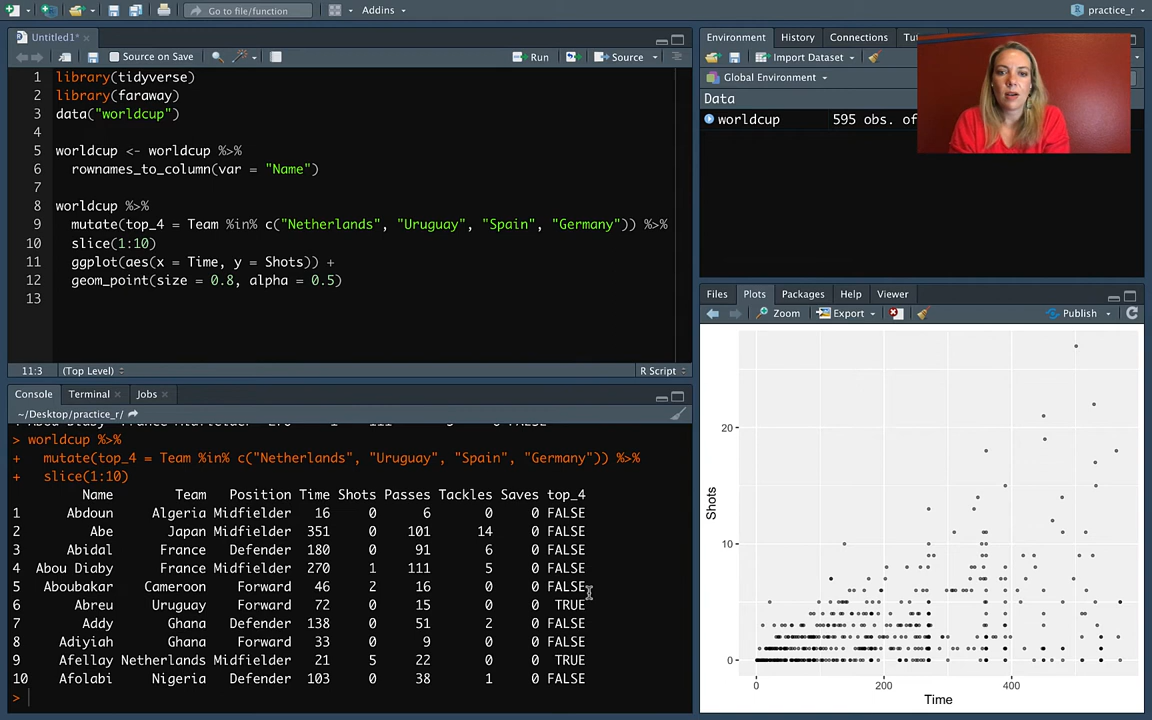 Go to file/function
Addins
practice_r
Untitled1*
Source on Save
Run
Source
1 library(tidyverse)
2 library(faraway)
3 data("worldcup")
4
5 worldcup <- worldcup %>%
6 rownames_to_column(var = "Name")
7
8 worldcup %>%
9 mutate(top_4 = Team %in% c("Netherlands", "Uruguay", "Spain", "Germany")) %>%
10 slice(1:10)
11 ggplot(aes(x = Time, y = Shots)) +
12 geom_point(size = 0.8, alpha = 0.5)
13
11:3 (Top Level) R Script
Console Terminal Jobs
~/Desktop/practice_r/
> worldcup %>%
+ mutate(top_4 = Team %in% c("Netherlands", "Uruguay", "Spain", "Germany")) %>%
+ slice(1:10)
Name Team Position Time Shots Passes Tackles Saves top_4
1 Abdoun Algeria Midfielder 16 0 6 0 0 FALSE
2 Abe Japan Midfielder 351 0 101 14 0 FALSE
3 Abidal France Defender 180 0 91 6 0 FALSE
4 Abou Diaby France Midfielder 270 1 111 5 0 FALSE
5 Aboubakar Cameroon Forward 46 2 16 0 0 FALSE
6 Abreu Uruguay Forward 72 0 15 0 0 TRUE
7 Addy Ghana Defender 138 0 51 2 0 FALSE
8 Adiyiah Ghana Forward 33 0 9 0 0 FALSE
9 Afellay Netherlands Midfielder 21 5 22 0 0 TRUE
10 Afolabi Nigeria Defender 103 0 38 1 0 FALSE
>
Environment History Connections
Import Dataset
Global Environment
Data
worldcup 595 obs. of
Files Plots Packages Help Viewer
Zoom Export Publish
20
10
0
Shots
0 200 400
Time